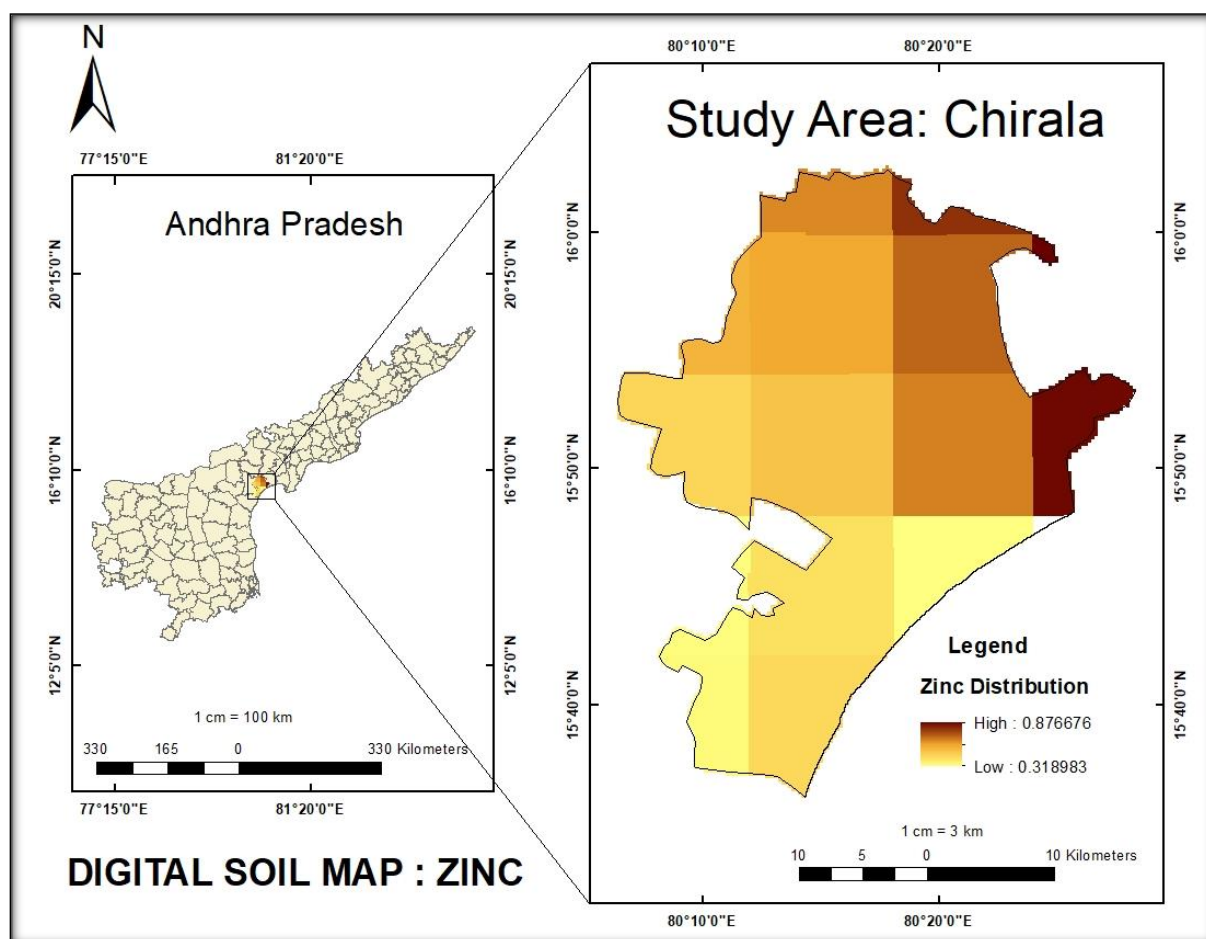 N
77°15'0"E 81°20'0"E
Andhra Pradesh
20°15'0"N 20°15'0"N
16°10'0"N 16°10'0"N
12°5'0"N 12°5'0"N
1 cm = 100 km
330 165 0 330 Kilometers
77°15'0"E 81°20'0"E
DIGITAL SOIL MAP : ZINC
80°10'0"E 80°20'0"E
Study Area: Chirala
16°0'0"N 16°0'0"N
15°50'0"N 15°50'0"N
15°40'0"N 15°40'0"N
Legend
Zinc Distribution
High : 0.876676
Low : 0.318983
1 cm = 3 km
10 5 0 10 Kilometers
80°10'0"E 80°20'0"E